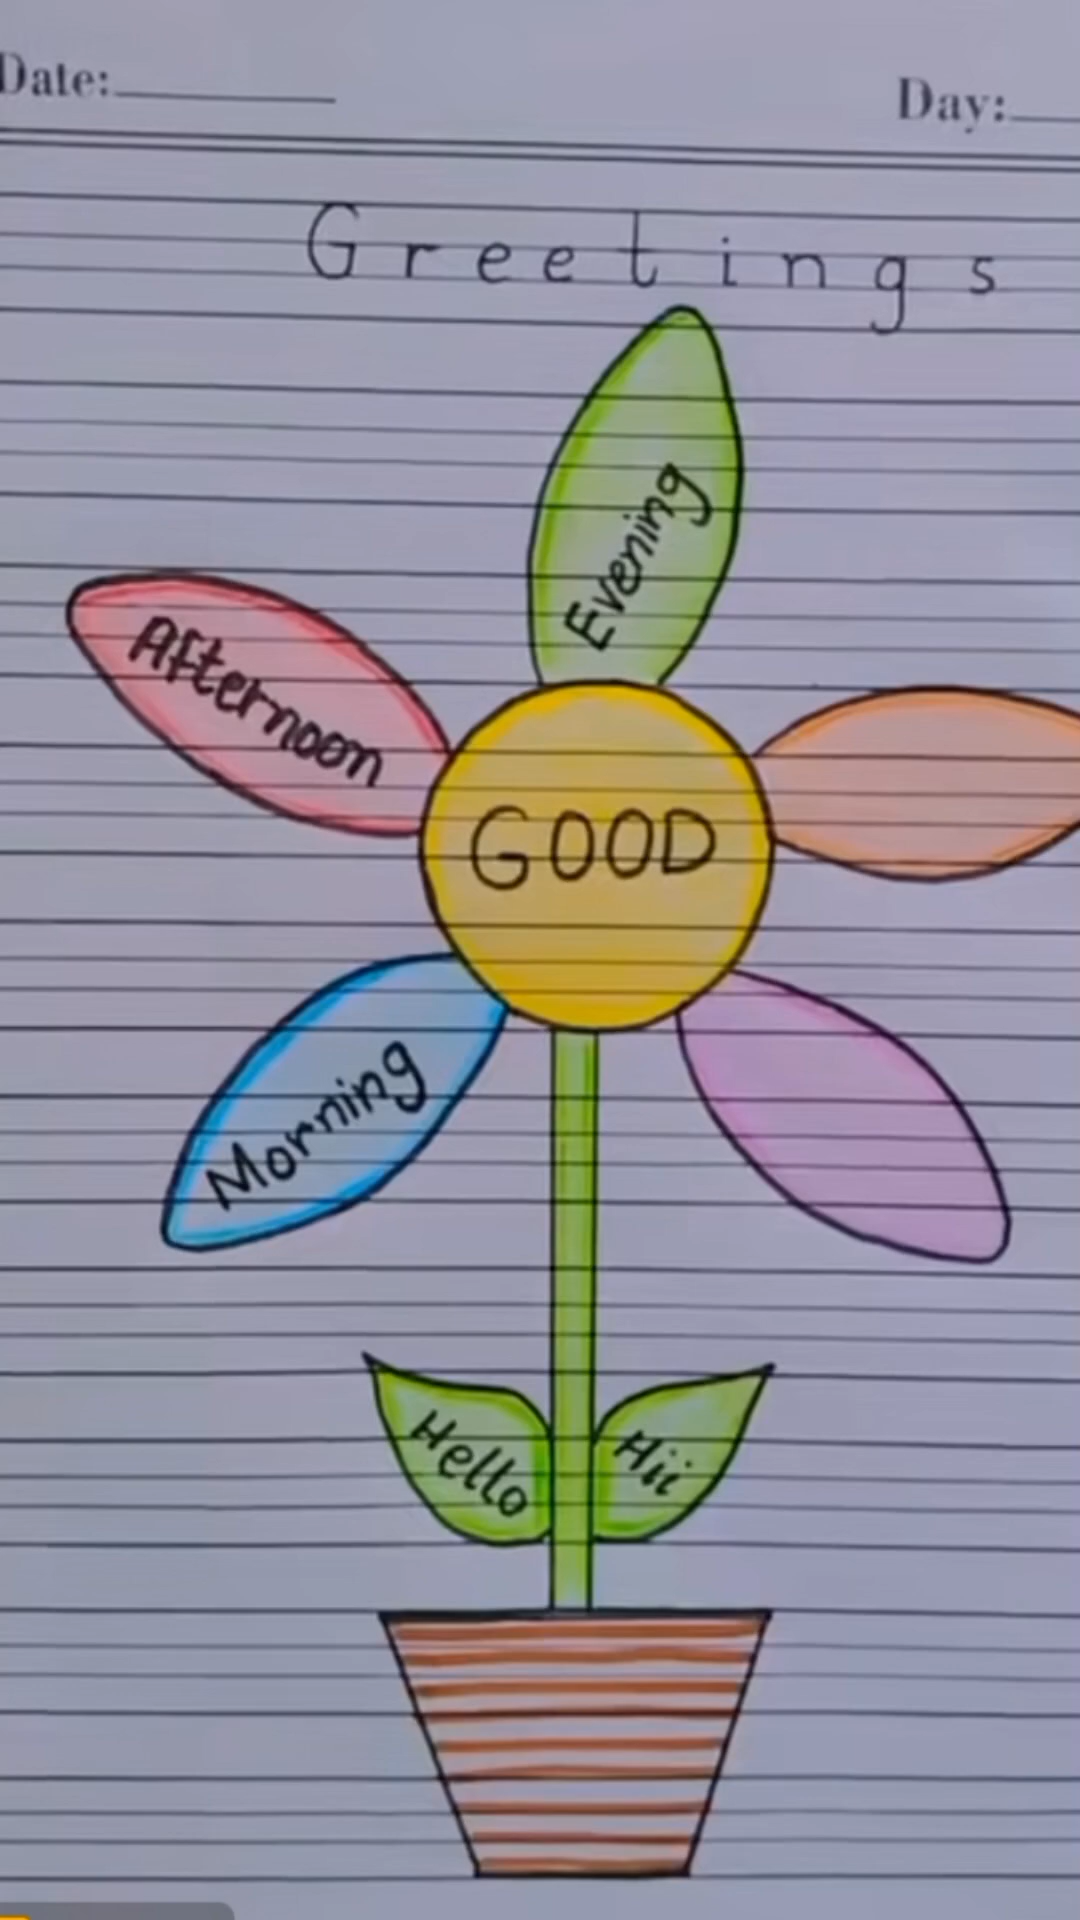 Date:
Day:
Greetings
Evening
Afternoon
GOOD
Morning
Hello
Hii